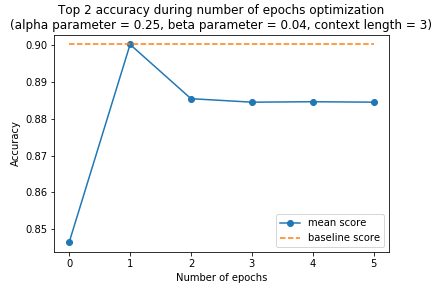 Top 2 accuracy during number of epochs optimization
(alpha parameter = 0.25, beta parameter = 0.04, context length = 3)
0.90
0.89
0.88
0.87
0.86
0.85
Accuracy
mean score
baseline score
0 1 2 3 4 5
Number of epochs